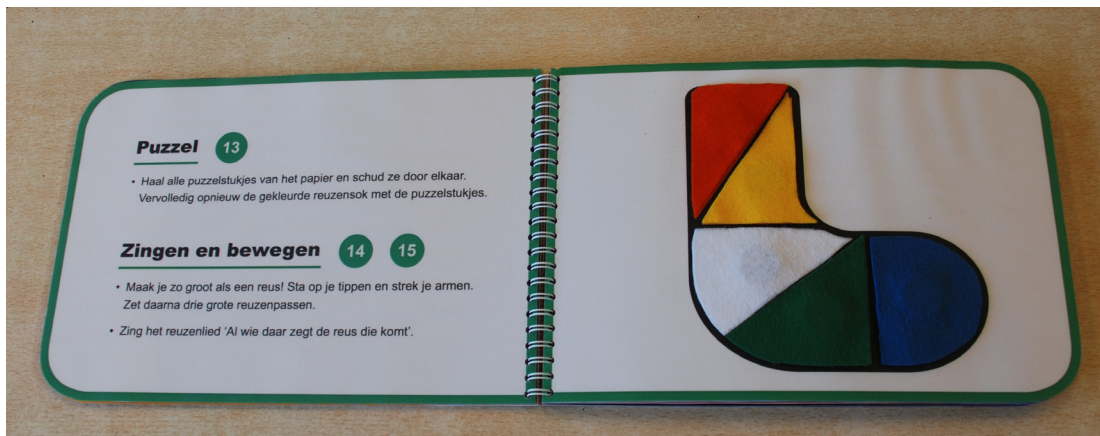 Puzzel 13
• Haal alle puzzelstukjes van het papier en schud ze door elkaar.
Vervolledig opnieuw de gekleurde reuzensok met de puzzelstukjes.
Zingen en bewegen 14 15
• Maak je zo groot als een reus! Sta op je tippen en strek je armen.
Zet daarna drie grote reuzenpassen.
• Zing het reuzenlied ‘Al wie daar zegt de reus die komt’.